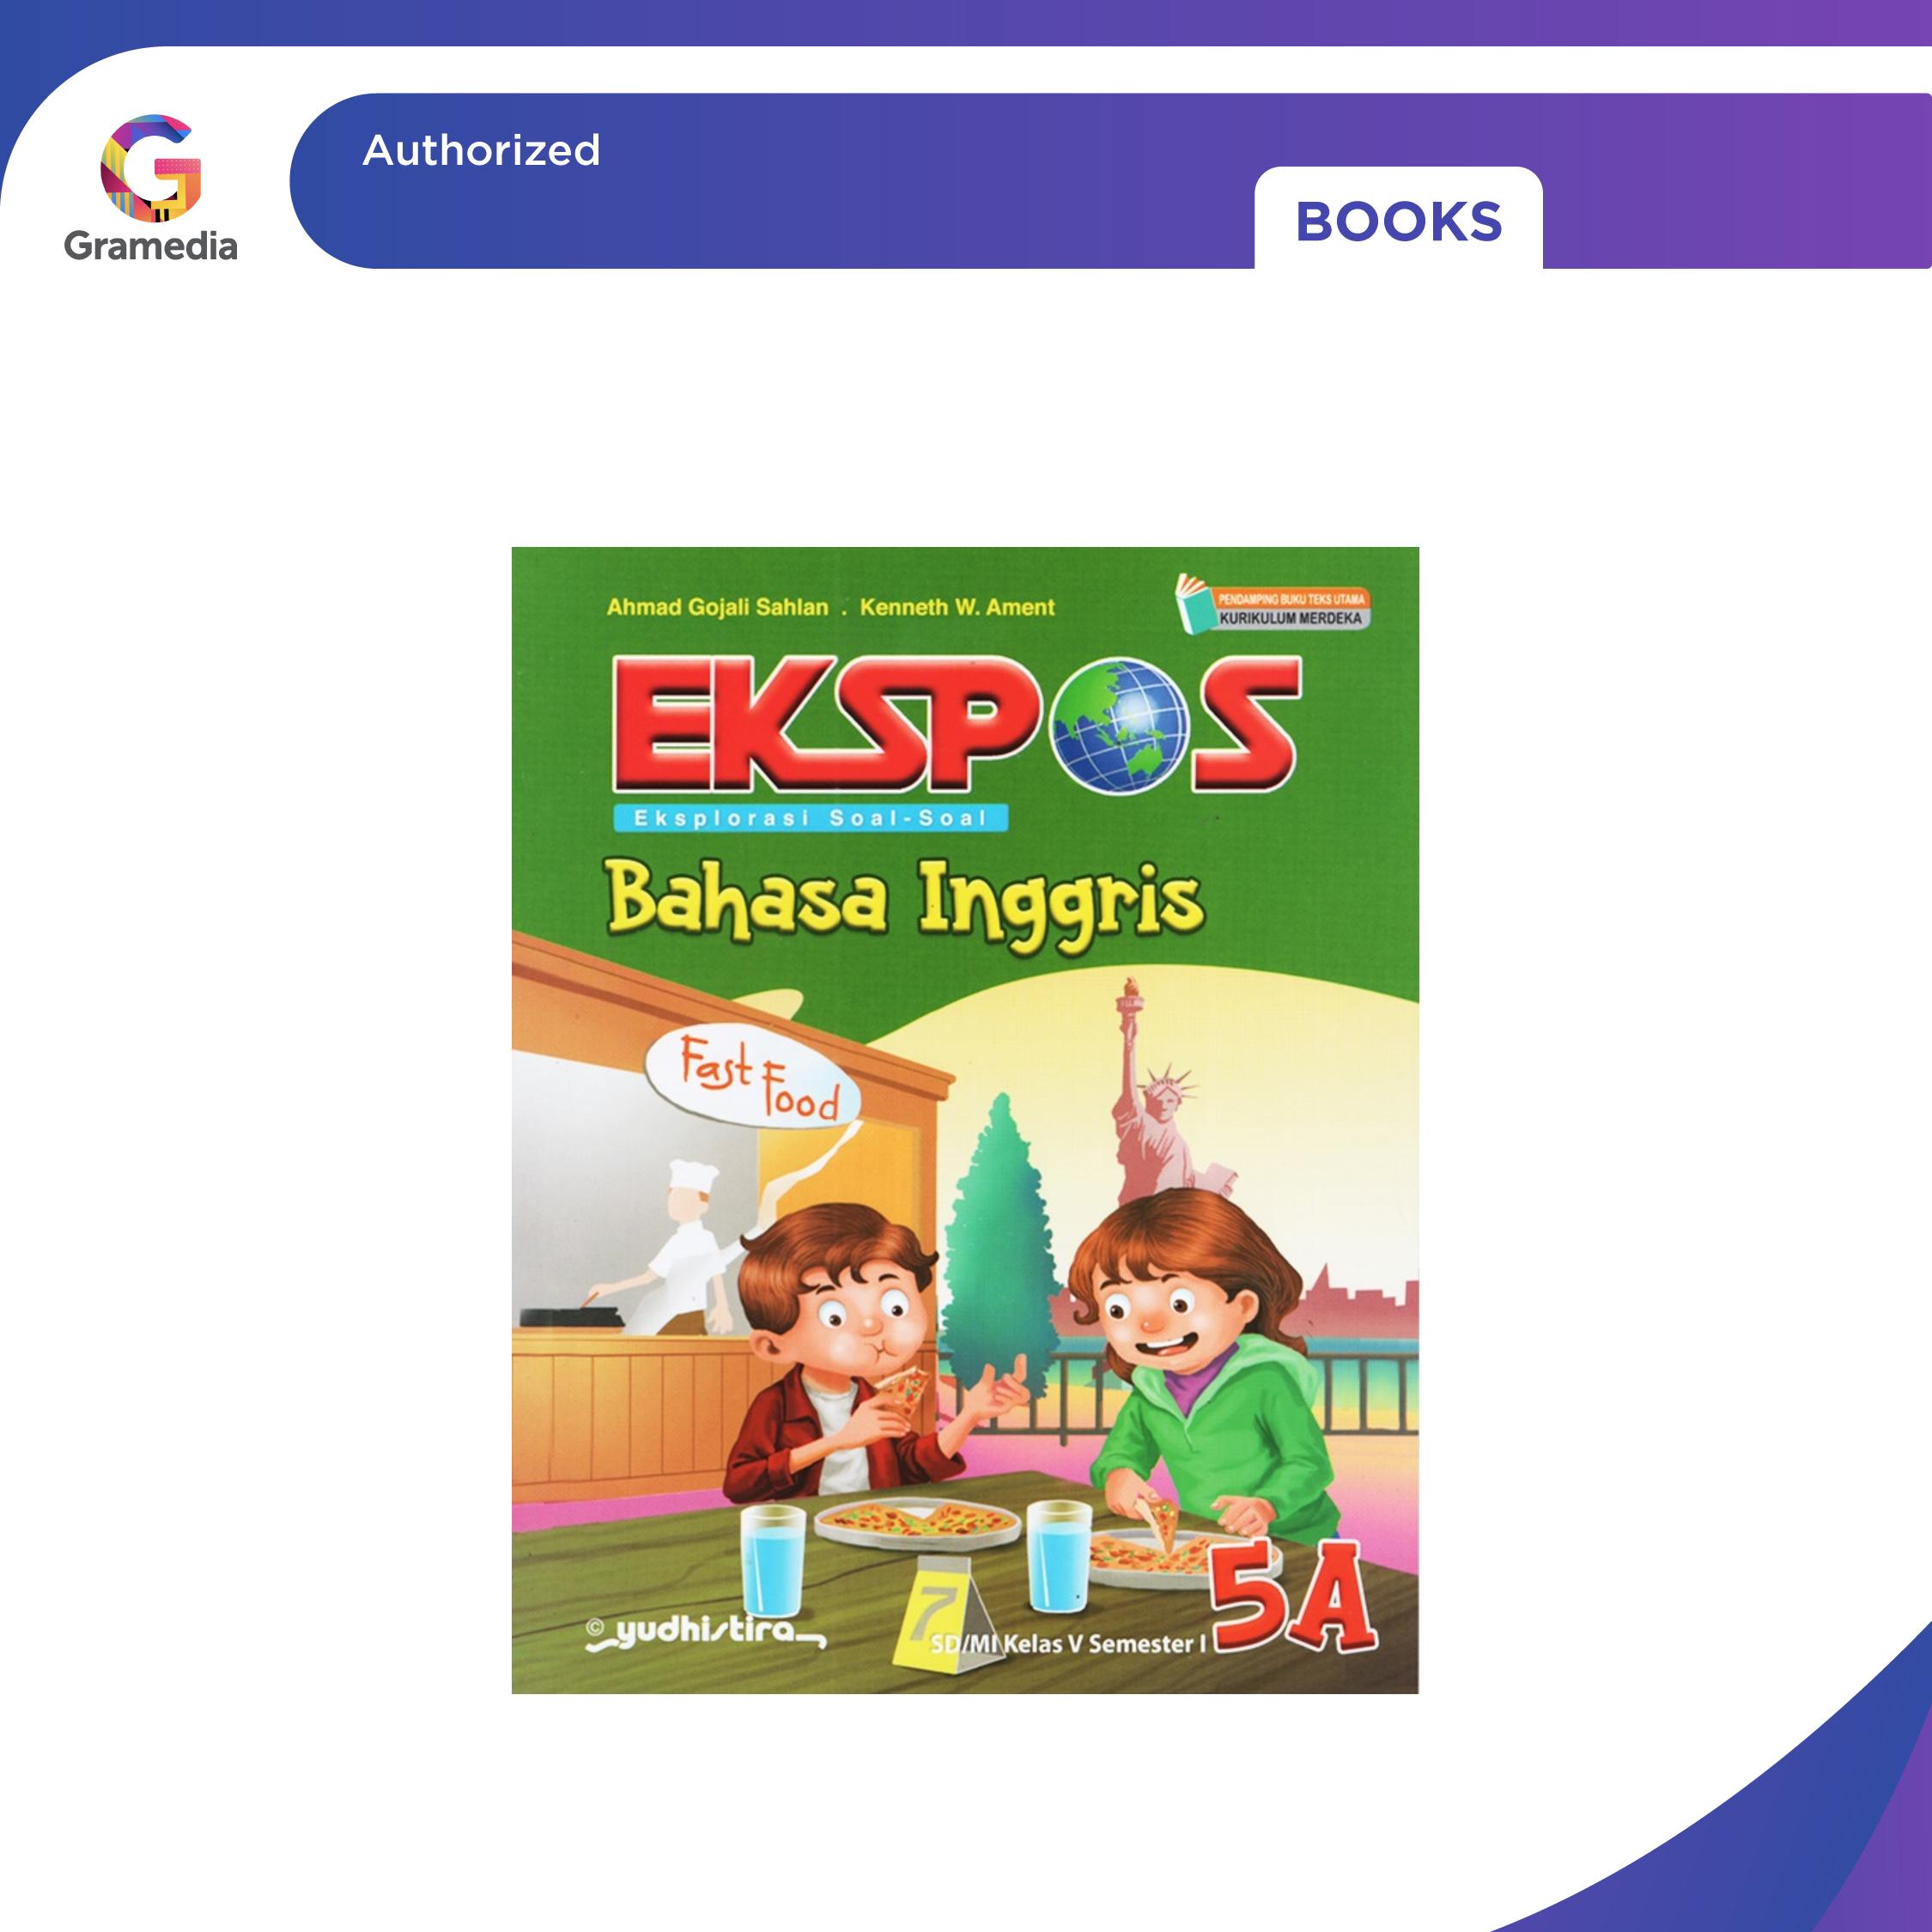 Authorized
Gramedia
BOOKS
Ahmad Gojali Sahlan . Kenneth W. Ament
PENDAMPING BUKU TEKS UTAMA
KURIKULUM MERDEKA
EKSPOS
Eksplorasi Soal-Soal
Bahasa Inggris
Fast Food
7
5A
© yudhistira
SD/MI Kelas V Semester I